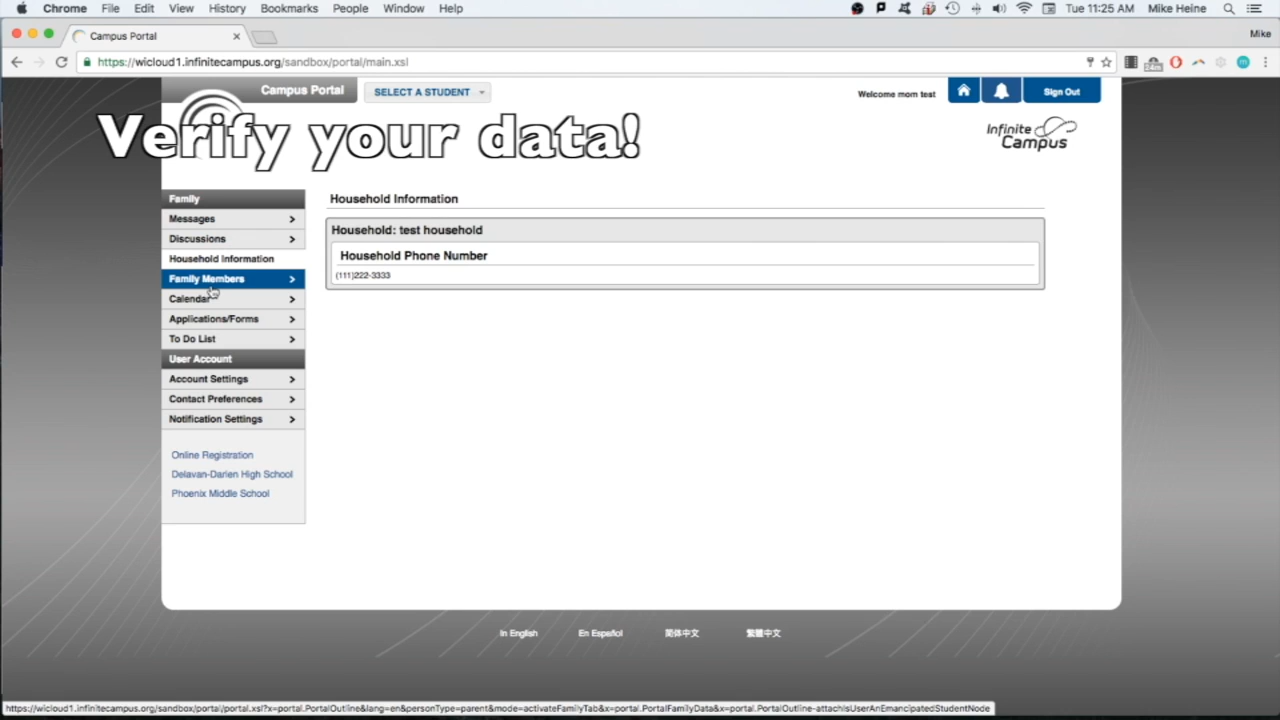 Chrome File Edit View History Bookmarks People Window Help Tue 11:25 AM Mike Heine
Campus Portal Mike
https://wicloud1.infinitecampus.org/sandbox/portal/main.xsl
Campus Portal SELECT A STUDENT Welcome mom test Sign Out
Verify your data!
Infinite
Campus
Family
Messages
Discussions
Household Information
Family Members
Calendar
Applications/Forms
To Do List
User Account
Account Settings
Contact Preferences
Notification Settings
Online Registration
Delavan-Darien High School
Phoenix Middle School
Household Information
Household: test household
Household Phone Number
(111)222-3333
In English En Español 简体中文 繁體中文
https://wicloud1.infinitecampus.org/sandbox/portal/portal.xsl?x=portal.PortalOutline&lang=en&personType=parent&mode=activateFamilyTab&x=portal.PortalFamilyData&x=portal.PortalOutline-attachIsUserAnEmancipatedStudentNode